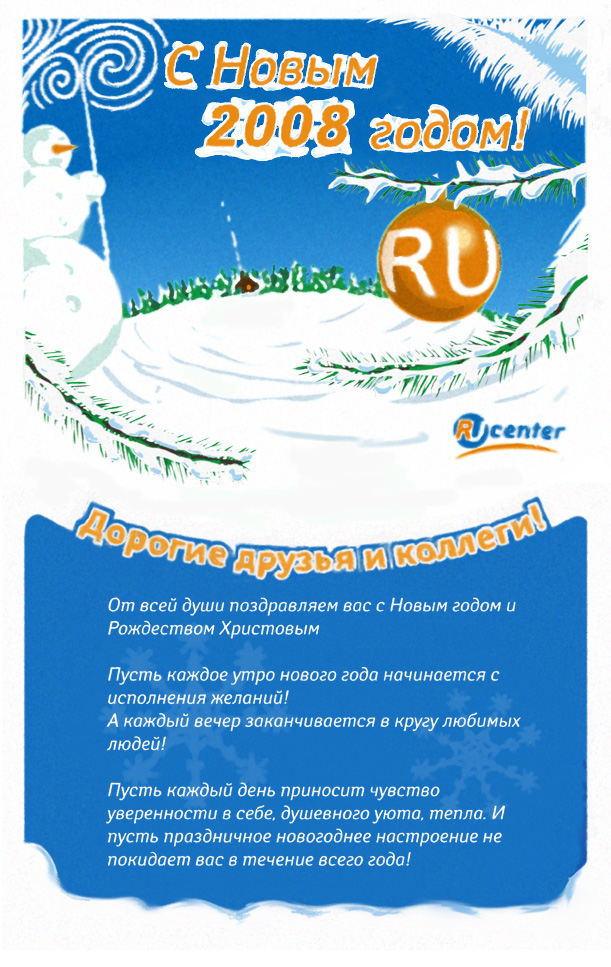 С Новым
2008 годом!
RU
RUcenter
Дорогие друзья и коллеги!
От всей души поздравляем вас с Новым годом и
Рождеством Христовым
Пусть каждое утро нового года начинается с
исполнения желаний!
А каждый вечер заканчивается в кругу любимых
людей!
Пусть каждый день приносит чувство
уверенности в себе, душевного уюта, тепла. И
пусть праздничное новогоднее настроение не
покидает вас в течение всего года!